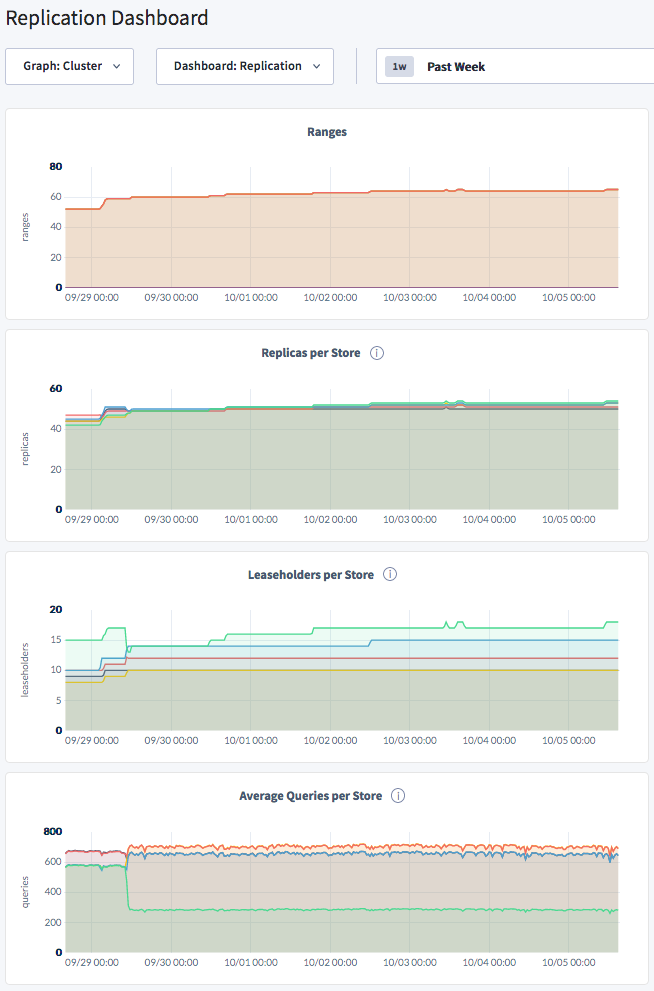 Replication Dashboard
Graph: Cluster
Dashboard: Replication
1w Past Week
Ranges
80
60
40
20
0
ranges
09/29 00:00 09/30 00:00 10/01 00:00 10/02 00:00 10/03 00:00 10/04 00:00 10/05 00:00
Replicas per Store
60
40
20
0
replicas
09/29 00:00 09/30 00:00 10/01 00:00 10/02 00:00 10/03 00:00 10/04 00:00 10/05 00:00
Leaseholders per Store
20
15
10
5
0
leaseholders
09/29 00:00 09/30 00:00 10/01 00:00 10/02 00:00 10/03 00:00 10/04 00:00 10/05 00:00
Average Queries per Store
800
600
400
200
0
queries
09/29 00:00 09/30 00:00 10/01 00:00 10/02 00:00 10/03 00:00 10/04 00:00 10/05 00:00